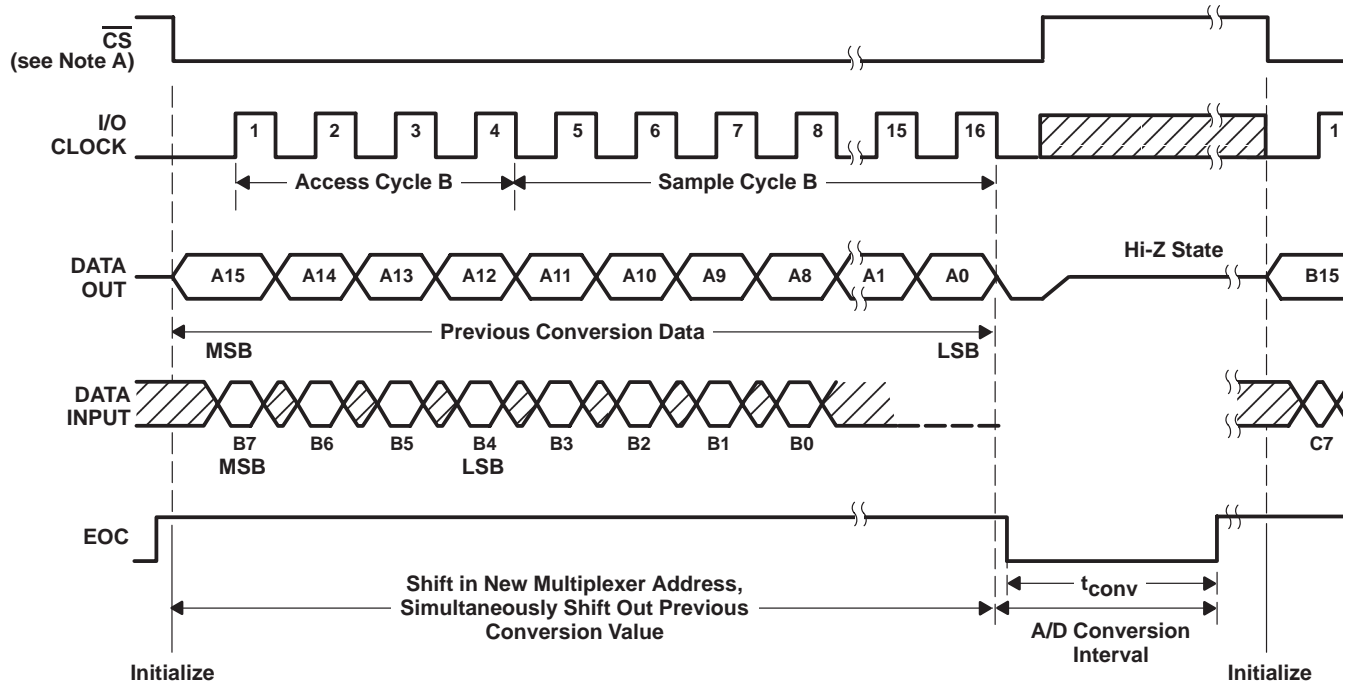 CS
(see Note A)
I/O
CLOCK
1 2 3 4 5 6 7 8 15 16 1
Access Cycle B Sample Cycle B
Hi-Z State
DATA
OUT
A15 A14 A13 A12 A11 A10 A9 A8 A1 A0 B15
Previous Conversion Data
MSB LSB
DATA
INPUT
B7 B6 B5 B4 B3 B2 B1 B0 C7
MSB LSB
EOC
Shift in New Multiplexer Address,
Simultaneously Shift Out Previous
Conversion Value
tconv
A/D Conversion
Interval
Initialize Initialize